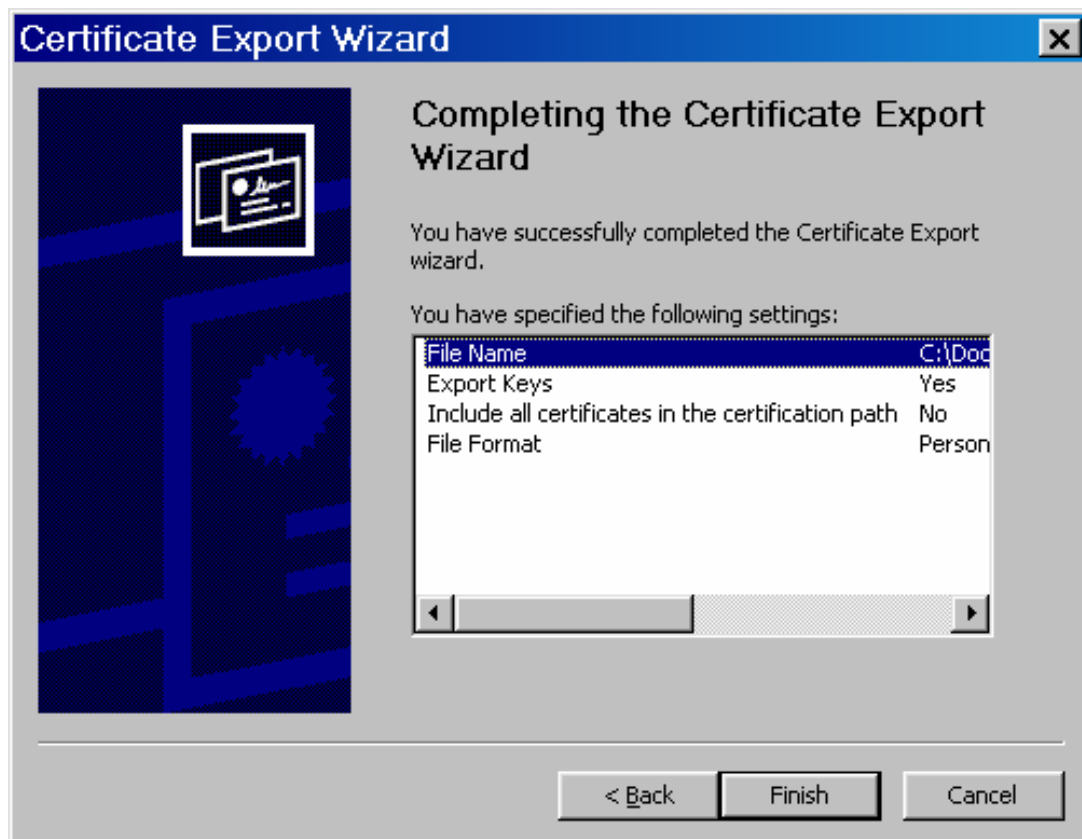 Certificate Export Wizard
Completing the Certificate Export
Wizard
You have successfully completed the Certificate Export
wizard.
You have specified the following settings:
File Name C:\Doc
Export Keys Yes
Include all certificates in the certification path No
File Format Person
< Back Finish Cancel